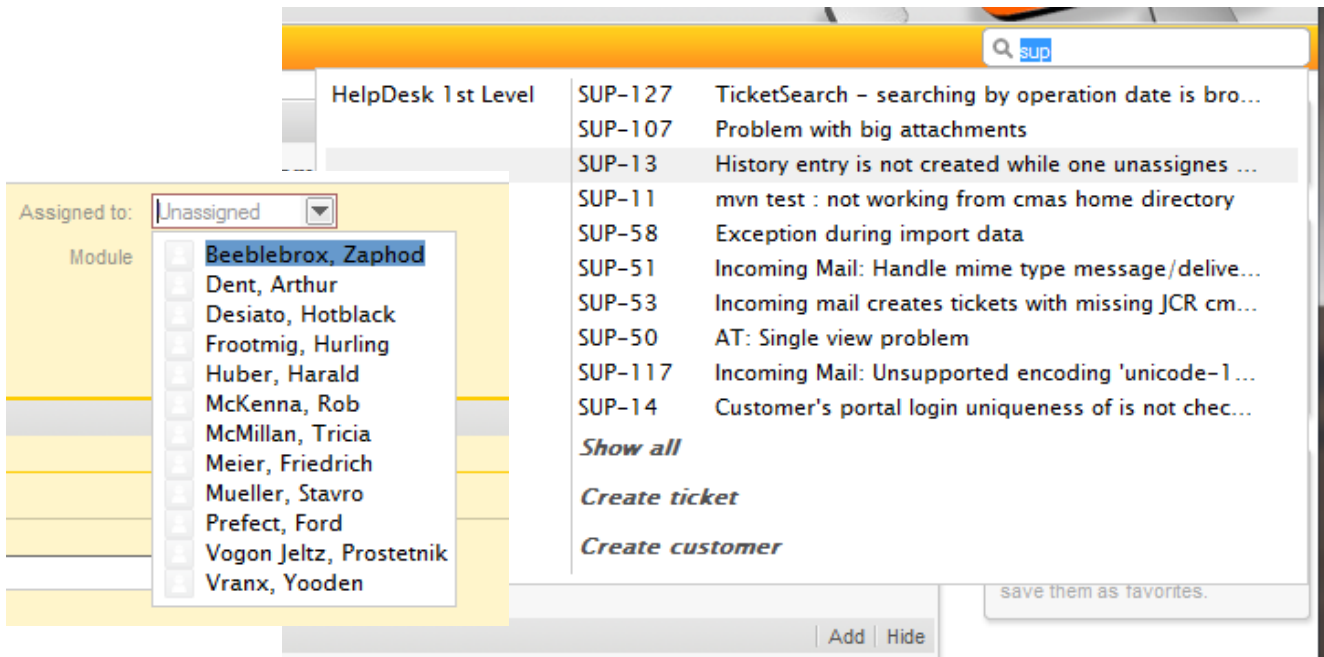 sup
HelpDesk 1st Level
SUP-127 TicketSearch - searching by operation date is bro...
SUP-107 Problem with big attachments
SUP-13 History entry is not created while one unassignes ...
SUP-11 mvn test : not working from cmas home directory
SUP-58 Exception during import data
SUP-51 Incoming Mail: Handle mime type message/delive...
SUP-53 Incoming mail creates tickets with missing JCR cm...
SUP-50 AT: Single view problem
SUP-117 Incoming Mail: Unsupported encoding 'unicode-1...
SUP-14 Customer's portal login uniqueness of is not chec...
Show all
Create ticket
Create customer
Assigned to: Unassigned
Module
Beeblebrox, Zaphod
Dent, Arthur
Desiato, Hotblack
Frootmig, Hurling
Huber, Harald
McKenna, Rob
McMillan, Tricia
Meier, Friedrich
Mueller, Stavro
Prefect, Ford
Vogon Jeltz, Prostetnik
Vranx, Yooden
save them as favorites.
Add Hide